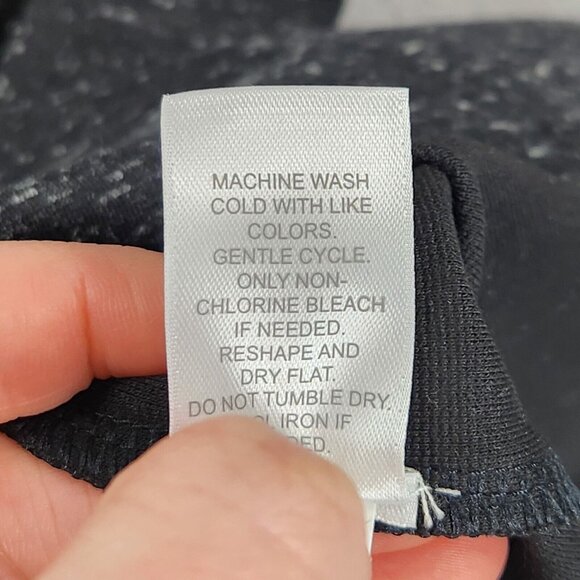 MACHINE WASH
COLD WITH LIKE
COLORS.
GENTLE CYCLE.
ONLY NON-
CHLORINE BLEACH
IF NEEDED.
RESHAPE AND
DRY FLAT.
DO NOT TUMBLE DRY.
IRON IF